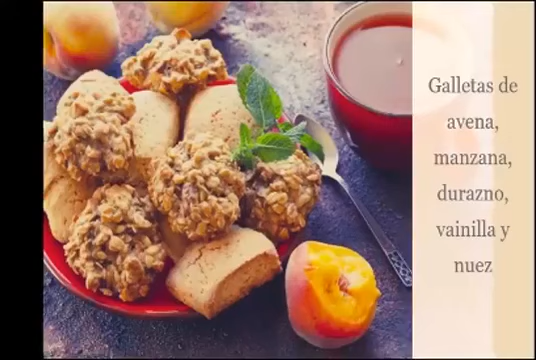 Galletas de
avena,
manzana,
durazno,
vainilla y
nuez